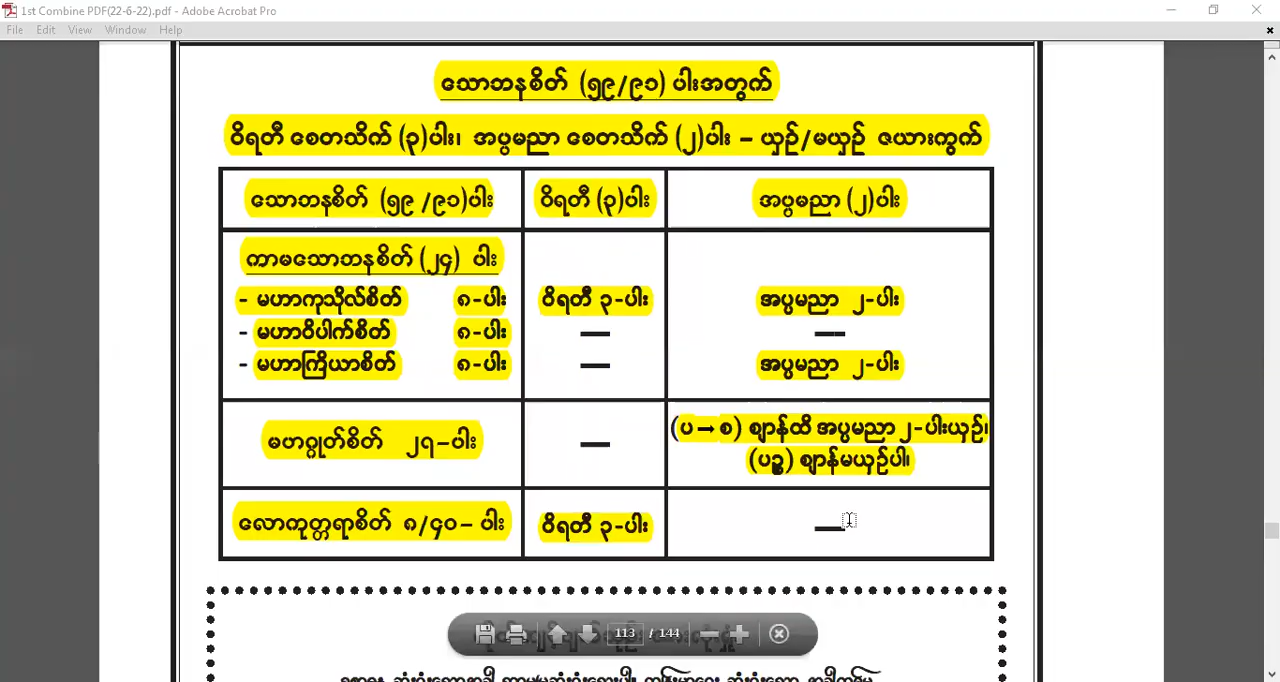 1st Combine PDF(22-6-22).pdf - Adobe Acrobat Pro
File Edit View Window Help
သောဘနစိတ် (၅၉/၉၁) ပါးအတွက်
ဝိရတီ စေတသိက် (၃)ပါး၊ အပ္ပမညာ စေတသိက် (၂)ပါး – ယှဉ်/မယှဉ် ဇယားကွက်
သောဘနစိတ် (၅၉ /၉၁)ပါး ဝိရတီ (၃)ပါး အပ္ပမညာ (၂)ပါး
ကာမသောဘနစိတ် (၂၄) ပါး
- မဟာကုသိုလ်စိတ် ၈-ပါး ဝိရတီ ၃-ပါး အပ္ပမညာ ၂-ပါး
- မဟာဝိပါက်စိတ် ၈-ပါး — —
- မဟာကြိယာစိတ် ၈-ပါး — အပ္ပမညာ ၂-ပါး
မဟဂ္ဂုတ်စိတ် ၂၇–ပါး — (ပ → စ) ဈာန်ထိ အပ္ပမညာ ၂-ပါးယှဉ်၊
(ပဉ္စ) ဈာန်မယှဉ်ပါ၊
လောကုတ္တရာစိတ် ၈/၄၀– ပါး ဝိရတီ ၃-ပါး —
113 / 144